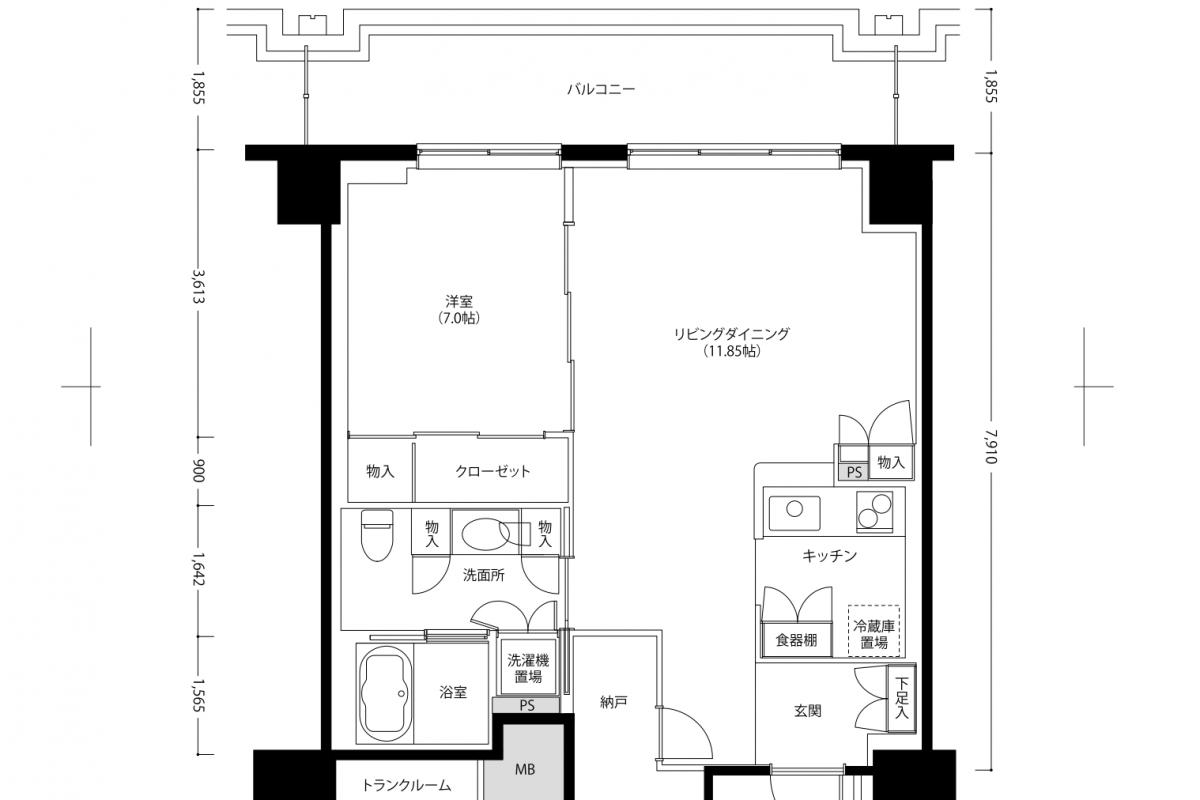 1,855
バルコニー
1,855
3,613
洋室
(7.0帖)
リビングダイニング
(11.85帖)
7,910
900
物入
クローゼット
PS
物入
物入
物入
キッチン
1,642
洗面所
食器棚
冷蔵庫
置場
洗濯機
置場
浴室
1,565
PS
納戸
玄関
下足入
MB
トランクルーム